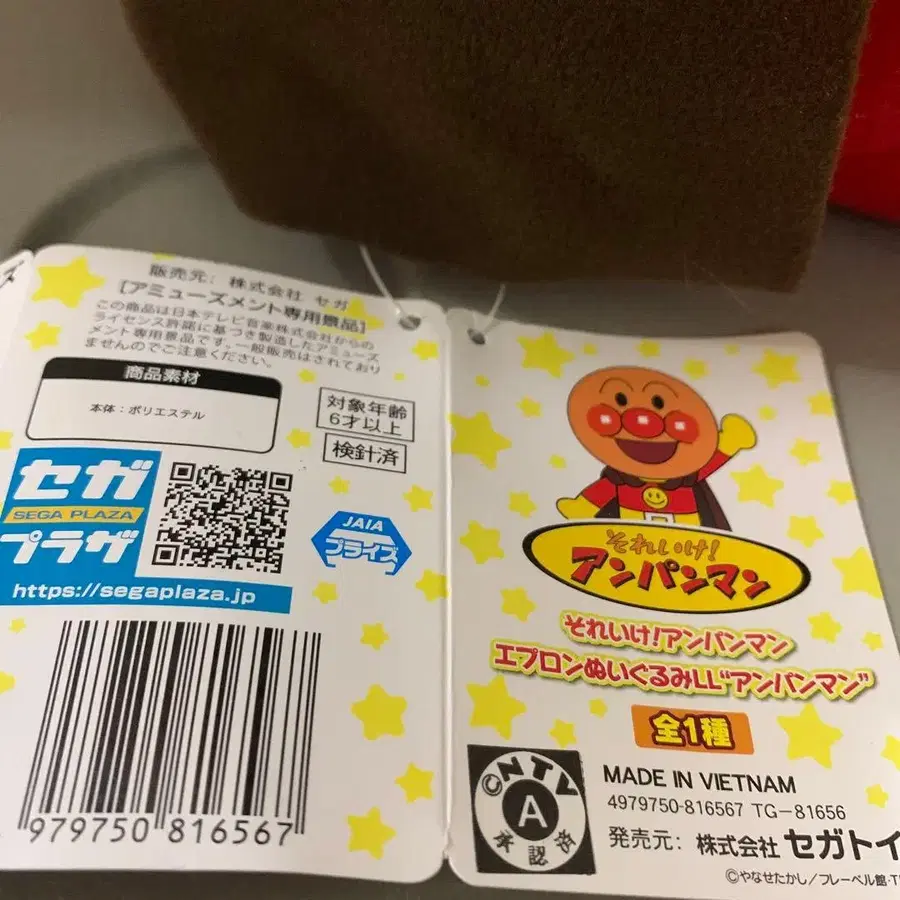 ズ
販売元: 株式会社 セガ
[アミューズメント専用景品]
この商品は日本テレビ音楽株式会社からの
ライセンス許諾に基づき製造したアミューズ
メント専用景品です。一般販売はされており
ませんのでご注意ください。
商品素材
本体:ポリエステル
対象年齢
6才以上
検針済
セガ
SEGA PLAZA
プラザ
JAIA
プライズ
https://segaplaza.jp
979750 816567
それいけ!
アンパンマン
それいけ!アンパンマン
エプロンぬいぐるみLL“アンパンマン”
全1種
©NTV
A
承認済
MADE IN VIETNAM
4979750-816567 TG-81656
発売元: 株式会社 セガトイ
©やなせたかし/フレーベル館・T